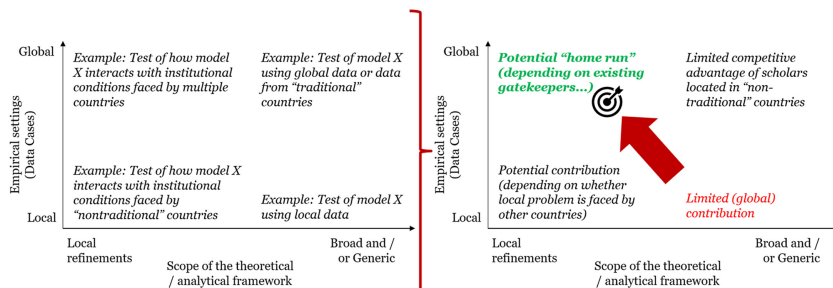 Global
Empirical settings
(Data Cases)
Local
Example: Test of how model
X interacts with institutional
conditions faced by multiple
countries
Example: Test of model X
using global data or data
from “traditional”
countries
Example: Test of how model X
interacts with institutional
conditions faced by
“nontraditional” countries
Example: Test of model X
using local data
Local
refinements
Broad and /
or Generic
Scope of the theoretical
/ analytical framework
Global
Empirical settings
(Data Cases)
Local
Potential “home run”
(depending on existing
gatekeepers...)
Limited competitive
advantage of scholars
located in “non-
traditional” countries
Potential contribution
(depending on whether
local problem is faced by
other countries)
Limited (global)
contribution
Local
refinements
Broad and /
or Generic
Scope of the theoretical
/ analytical framework